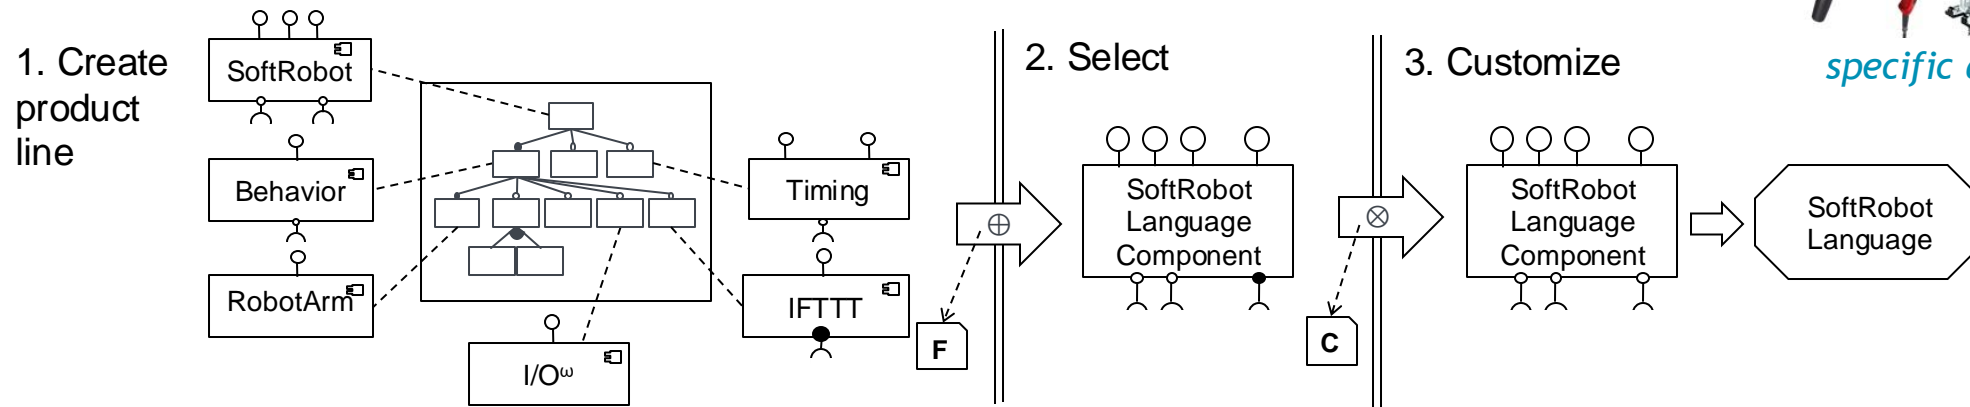 1. Create
product
line
SoftRobot
Behavior
RobotArm
I/Oω
Timing
IFTTT
F
2. Select
SoftRobot
Language
Component
C
3. Customize
SoftRobot
Language
Component
SoftRobot
Language
specific